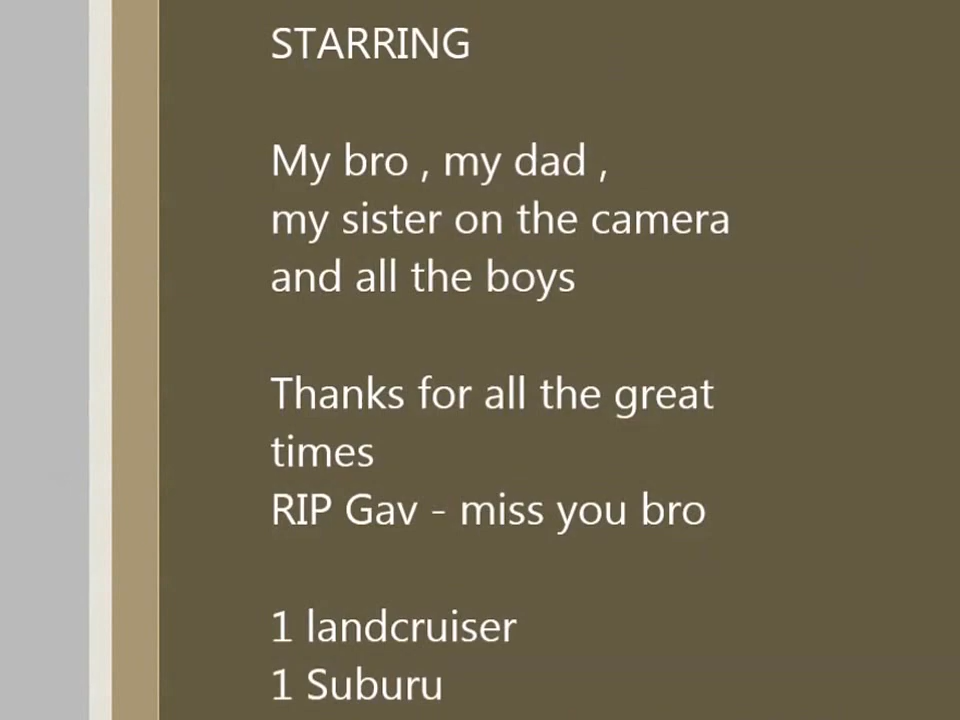 STARRING
My bro , my dad ,
my sister on the camera
and all the boys
Thanks for all the great
times
RIP Gav - miss you bro
1 landcruiser
1 Suburu